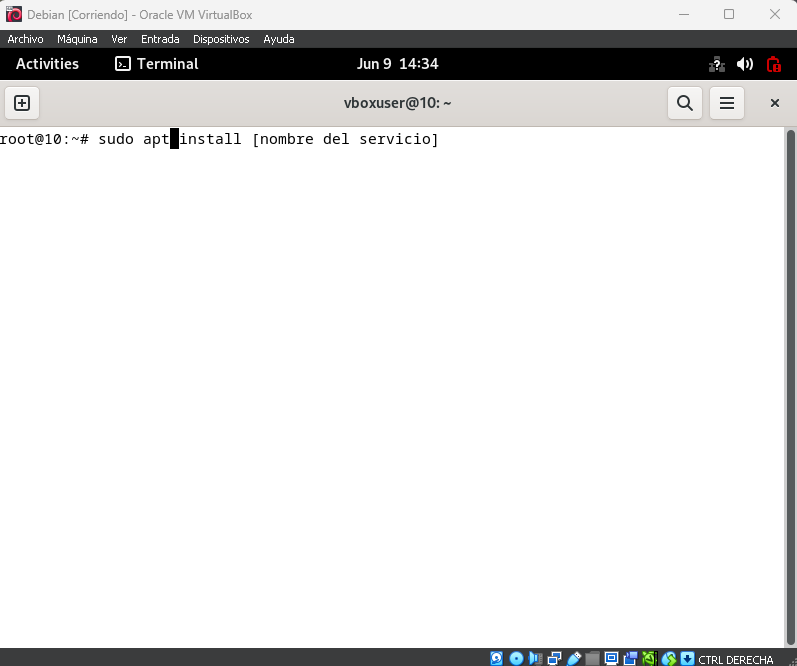 Debian [Corriendo] - Oracle VM VirtualBox
Archivo Máquina Ver Entrada Dispositivos Ayuda
Activities Terminal Jun 9 14:34
vboxuser@10: ~
root@10:~# sudo apt install [nombre del servicio]
CTRL DERECHA